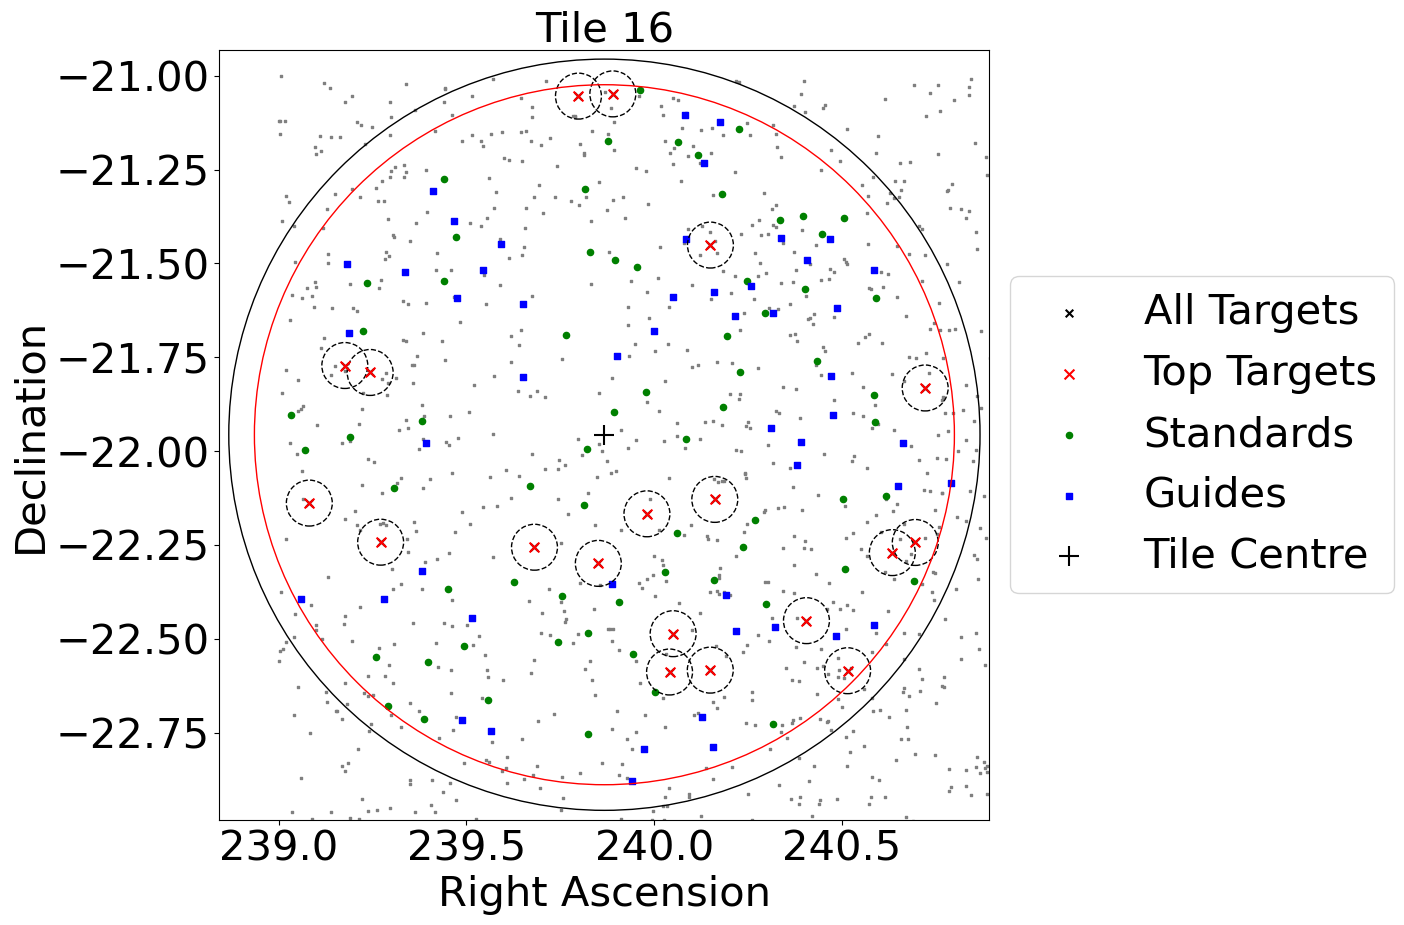 Tile 16
−21.00
−21.25
−21.50
−21.75
−22.00
−22.25
−22.50
−22.75
Declination
239.0
239.5
240.0
240.5
Right Ascension
All Targets
Top Targets
Standards
Guides
Tile Centre